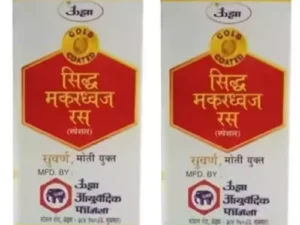 ऊंझा
GOLD
COATED
सिद्ध
मकरध्वज
रस
(स्पेशल)
सुवर्ण, मोती युक्त
MFD. BY :
ऊंझा
आयुर्वेदिक
फार्मसी
ऊंझा
GOLD
COATED
सिद्ध
मकरध्वज
रस
(स्पेशल)
सुवर्ण, मोती युक्त
MFD. BY :
ऊंझा
आयुर्वेदिक
फार्मसी